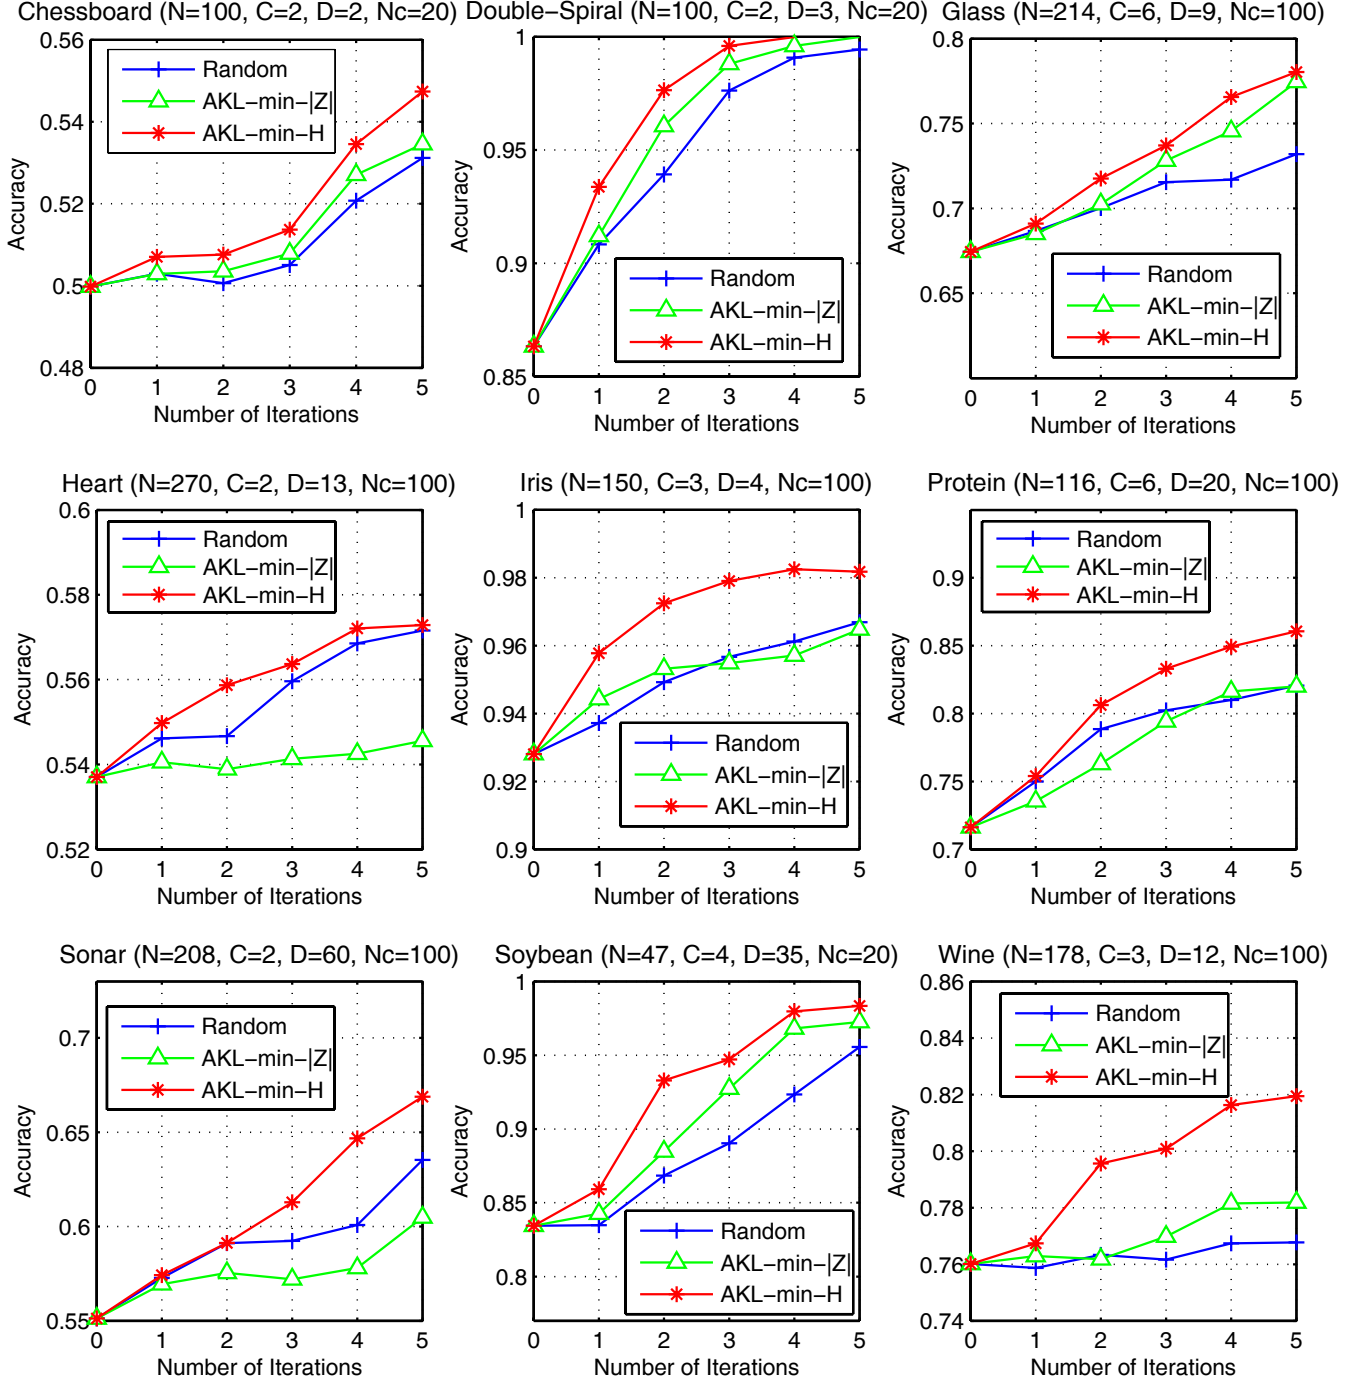 Chessboard (N=100, C=2, D=2, Nc=20)
0.56
0.54
0.52
0.5
0.48
Accuracy
Random
AKL-min-|Z|
AKL-min-H
0 1 2 3 4 5
Number of Iterations
Double-Spiral (N=100, C=2, D=3, Nc=20)
1
0.95
0.9
0.85
Accuracy
Random
AKL-min-|Z|
AKL-min-H
0 1 2 3 4 5
Number of Iterations
Glass (N=214, C=6, D=9, Nc=100)
0.8
0.75
0.7
0.65
Accuracy
Random
AKL-min-|Z|
AKL-min-H
0 1 2 3 4 5
Number of Iterations
Heart (N=270, C=2, D=13, Nc=100)
0.6
0.58
0.56
0.54
0.52
Accuracy
Random
AKL-min-|Z|
AKL-min-H
0 1 2 3 4 5
Number of Iterations
Iris (N=150, C=3, D=4, Nc=100)
1
0.98
0.96
0.94
0.92
0.9
Accuracy
Random
AKL-min-|Z|
AKL-min-H
0 1 2 3 4 5
Number of Iterations
Protein (N=116, C=6, D=20, Nc=100)
0.9
0.85
0.8
0.75
0.7
Accuracy
Random
AKL-min-|Z|
AKL-min-H
0 1 2 3 4 5
Number of Iterations
Sonar (N=208, C=2, D=60, Nc=100)
0.7
0.65
0.6
0.55
Accuracy
Random
AKL-min-|Z|
AKL-min-H
0 1 2 3 4 5
Number of Iterations
Soybean (N=47, C=4, D=35, Nc=20)
1
0.95
0.9
0.85
0.8
Accuracy
Random
AKL-min-|Z|
AKL-min-H
0 1 2 3 4 5
Number of Iterations
Wine (N=178, C=3, D=12, Nc=100)
0.86
0.84
0.82
0.8
0.78
0.76
0.74
Accuracy
Random
AKL-min-|Z|
AKL-min-H
0 1 2 3 4 5
Number of Iterations